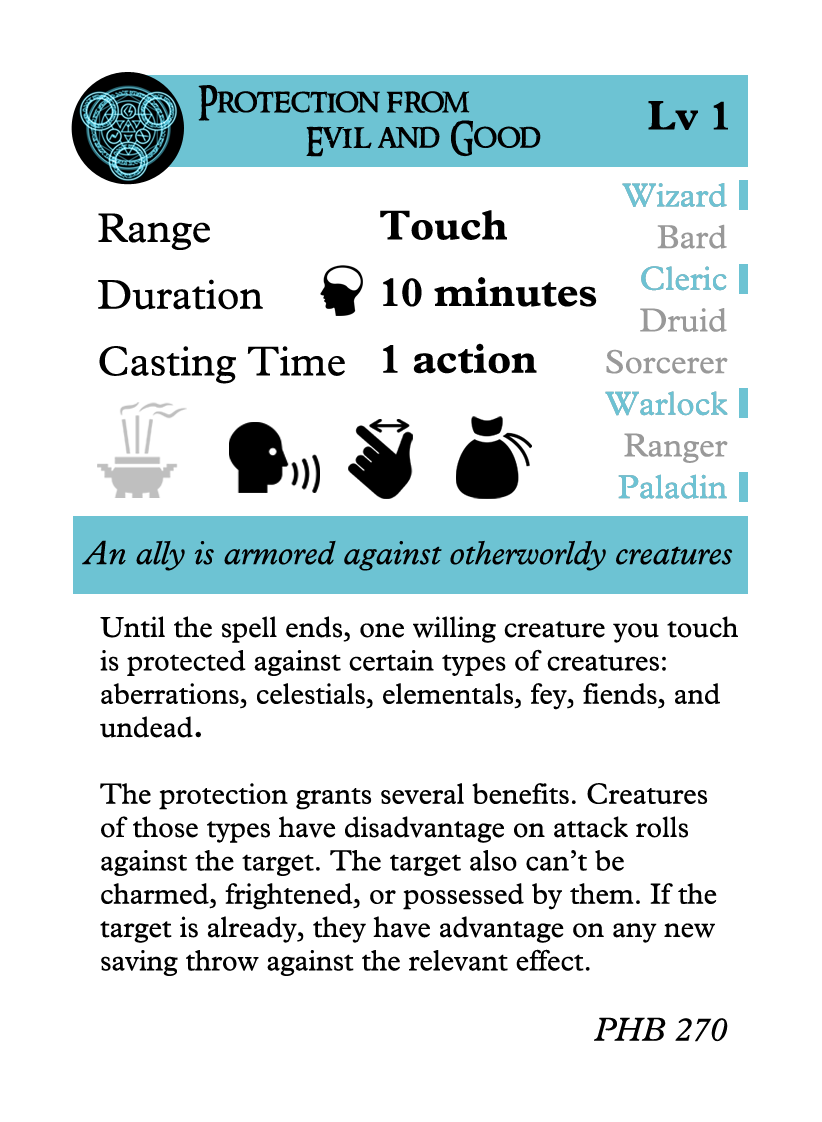 Protection from
Evil and Good
Lv 1
Range Touch
Duration 10 minutes
Casting Time 1 action
Wizard
Bard
Cleric
Druid
Sorcerer
Warlock
Ranger
Paladin
An ally is armored against otherworldy creatures
Until the spell ends, one willing creature you touch
is protected against certain types of creatures:
aberrations, celestials, elementals, fey, fiends, and
undead.
The protection grants several benefits. Creatures
of those types have disadvantage on attack rolls
against the target. The target also can’t be
charmed, frightened, or possessed by them. If the
target is already, they have advantage on any new
saving throw against the relevant effect.
PHB 270